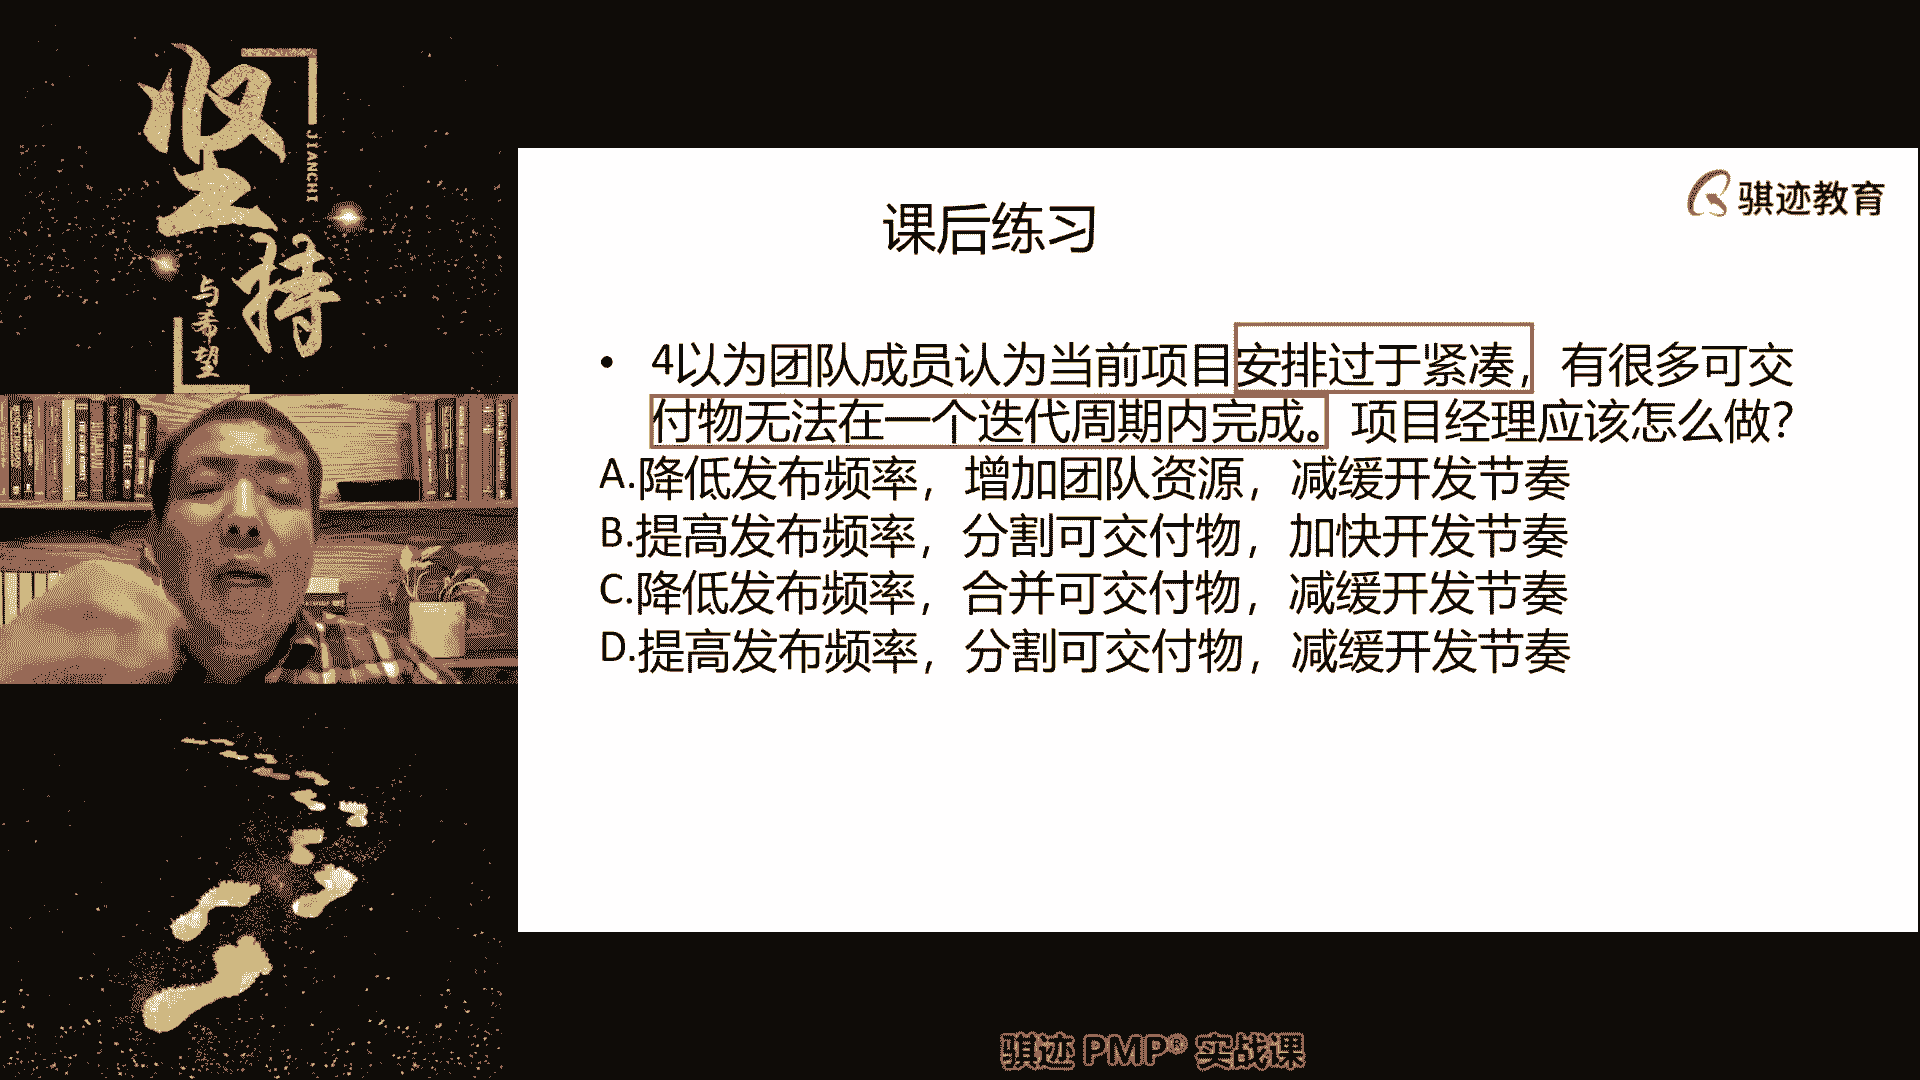 坚持
JIANCHI
与希望
骐迹教育
课后练习
• 4以为团队成员认为当前项目安排过于紧凑，有很多可交
付物无法在一个迭代周期内完成。项目经理应该怎么做？
A.降低发布频率，增加团队资源，减缓开发节奏
B.提高发布频率，分割可交付物，加快开发节奏
C.降低发布频率，合并可交付物，减缓开发节奏
D.提高发布频率，分割可交付物，减缓开发节奏
骐迹 PMP® 实战课